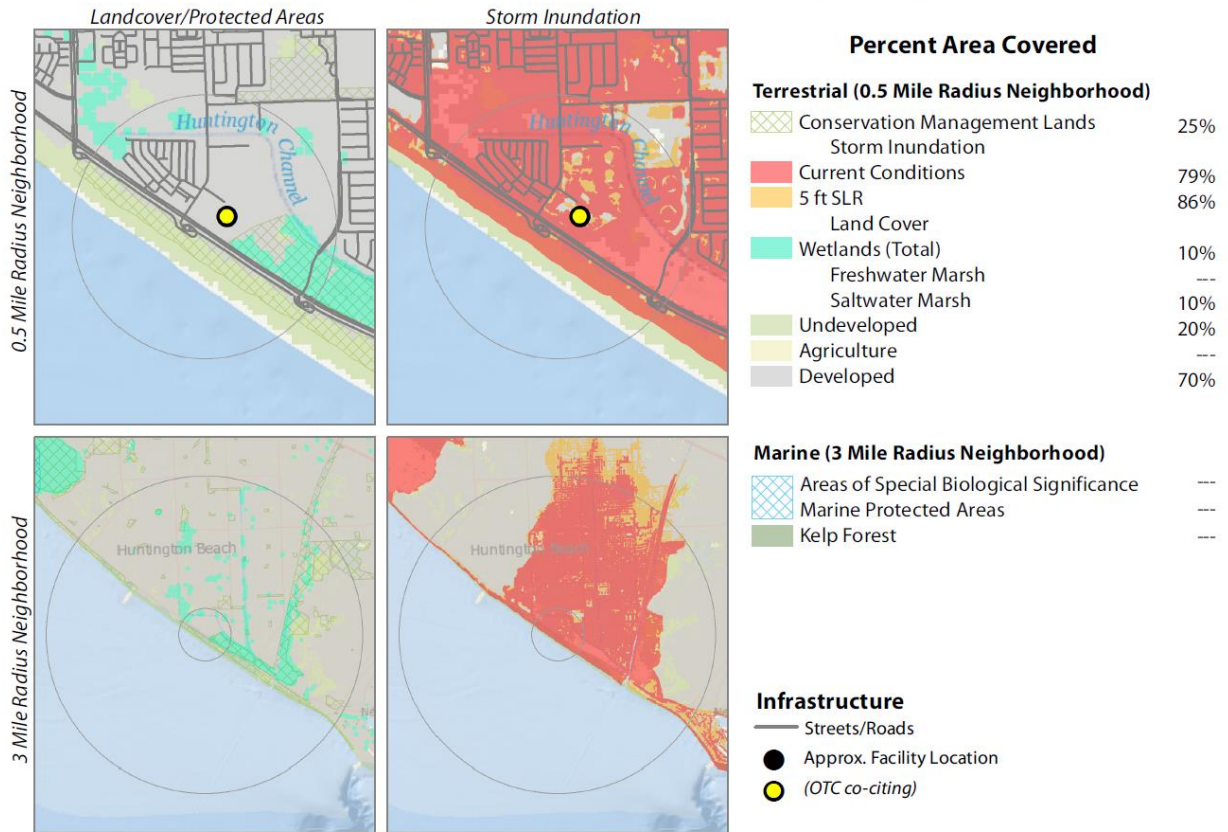 Landcover/Protected Areas
Storm Inundation
0.5 Mile Radius Neighborhood
Huntington
Channel
Huntington
Channel
3 Mile Radius Neighborhood
Huntington Beach
Ne
Huntington Beach
Percent Area Covered
Terrestrial (0.5 Mile Radius Neighborhood)
Conservation Management Lands 25%
Storm Inundation
Current Conditions 79%
5 ft SLR 86%
Land Cover
Wetlands (Total) 10%
Freshwater Marsh ---
Saltwater Marsh 10%
Undeveloped 20%
Agriculture ---
Developed 70%
Marine (3 Mile Radius Neighborhood)
Areas of Special Biological Significance ---
Marine Protected Areas ---
Kelp Forest ---
Infrastructure
Streets/Roads
Approx. Facility Location
(OTC co-citing)